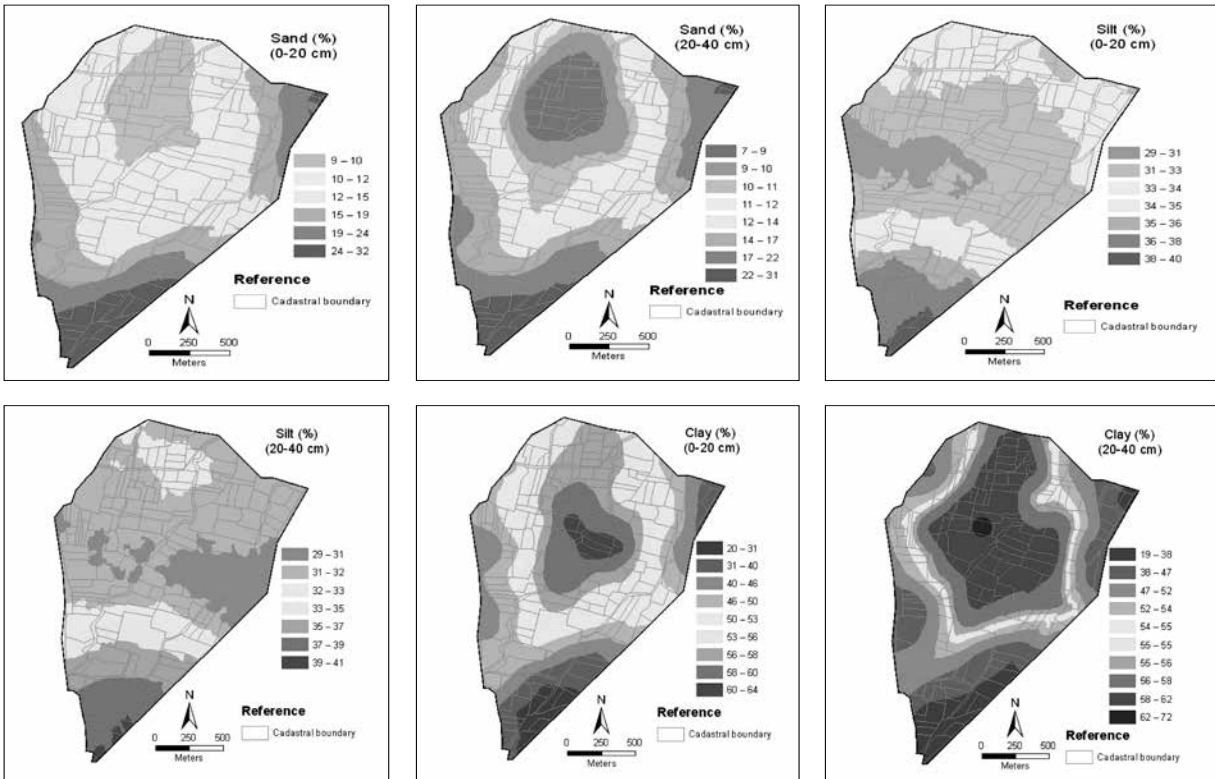 Sand (%)
(0-20 cm)
9 – 10
10 – 12
12 – 15
15 – 19
19 – 24
24 – 32
Reference
Cadastral boundary
N
0 250 500
Meters
Sand (%)
(20-40 cm)
7 – 9
9 – 10
10 – 11
11 – 12
12 – 14
14 – 17
17 – 22
22 – 31
Reference
Cadastral boundary
N
0 250 500
Meters
Silt (%)
(0-20 cm)
29 – 31
31 – 33
33 – 34
34 – 35
35 – 36
36 – 38
38 – 40
Reference
Cadastral boundary
N
0 250 500
Meters
Silt (%)
(20-40 cm)
29 – 31
31 – 32
32 – 33
33 – 35
35 – 37
37 – 39
39 – 41
Reference
Cadastral boundary
N
0 250 500
Meters
Clay (%)
(0-20 cm)
20 – 31
31 – 40
40 – 46
46 – 50
50 – 53
53 – 56
56 – 58
58 – 60
60 – 64
Reference
Cadastral boundary
N
0 250 500
Meters
Clay (%)
(20-40 cm)
19 – 38
38 – 47
47 – 52
52 – 54
54 – 55
55 – 55
55 – 56
56 – 58
58 – 62
62 – 72
Reference
Cadastral boundary
N
0 250 500
Meters